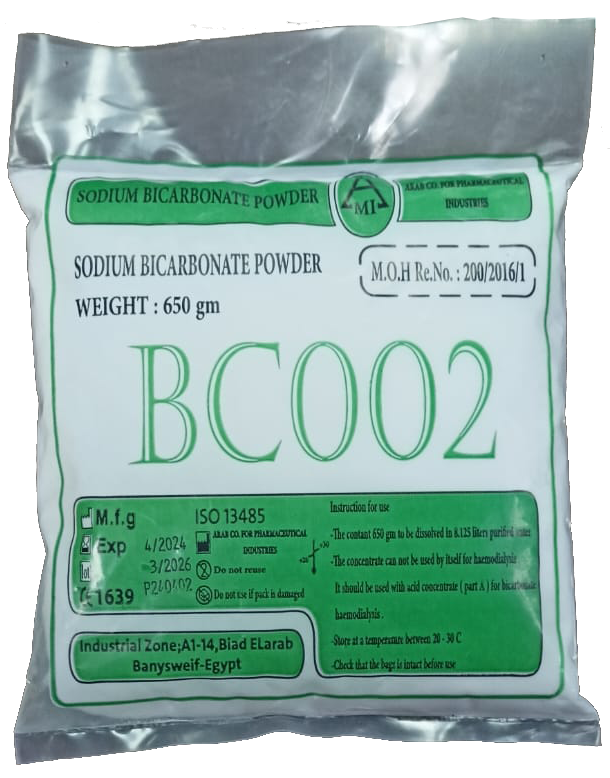 SODIUM BICARBONATE POWDER
AMI
ARAB CO. FOR PHARMACEUTICAL
INDUSTRIES
SODIUM BICARBONATE POWDER
M.O.H Re.No. : 200/2016/1
WEIGHT : 650 gm
BC002
M.f.g
4/2024
Exp
3/2026
lot
P240402
CE 1639
ISO 13485
ARAB CO. FOR PHARMACEUTICAL
INDUSTRIES
Do not reuse
Do not use if pack is damaged
Instruction for use
-The contant 650 gm to be dissolved in 8.125 liters purified water
-The concentrate can not be used by itself for haemodialysis
It should be used with acid concentrate ( part A ) for bicarbonate
haemodialysis .
-Store at a temperature between 20 - 30 C
-Check that the bags is intact before use
Industrial Zone;A1-14,Biad ELarab
Banysweif-Egypt